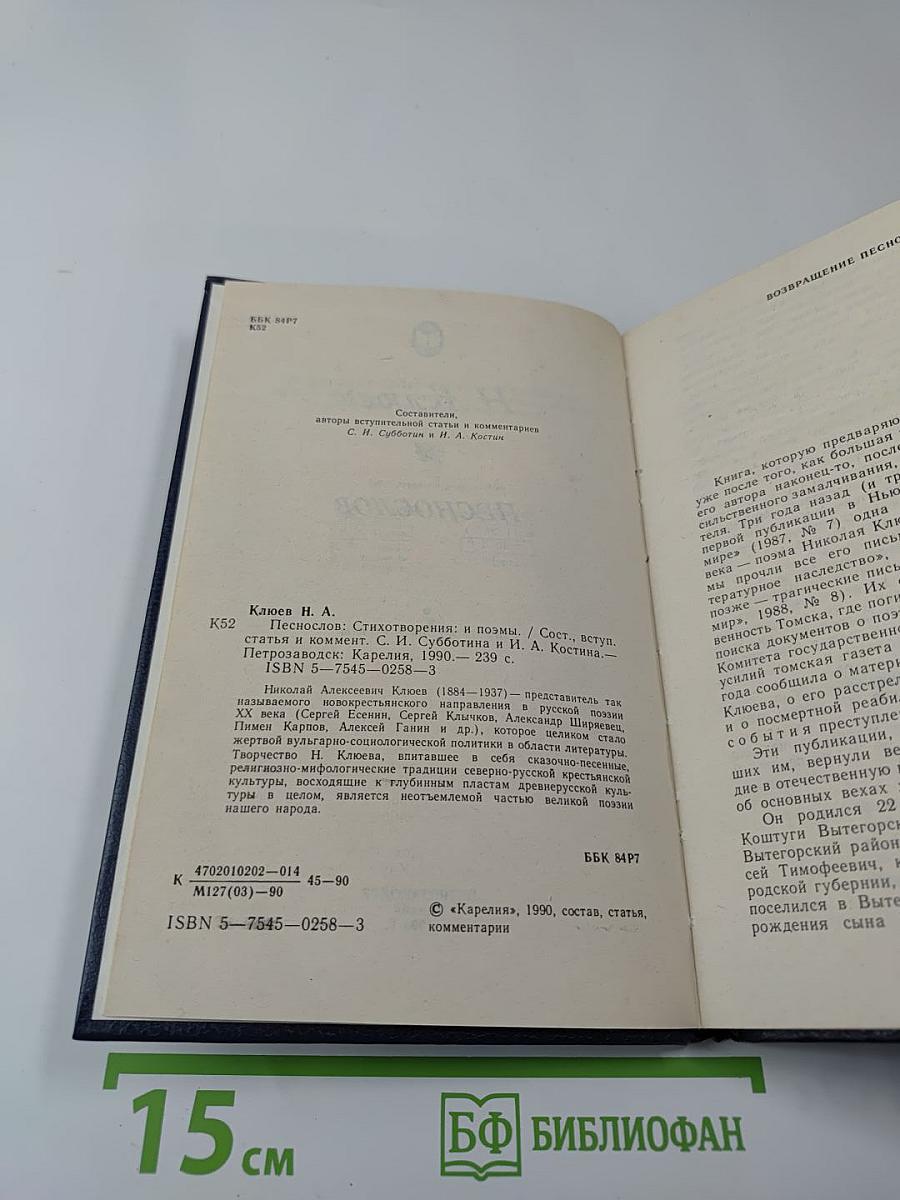 ББК 84Р7
К52
Составители,
авторы вступительной статьи и комментариев
С. И. Субботин и И. А. Костин
Клюев Н. А.
К52 Песнослов: Стихотворения: и поэмы. / Сост., вступ.
статья и коммент. С. И. Субботина и И. А. Костина.—
Петрозаводск: Карелия, 1990.— 239 с.
ISBN 5—7545—0258—3
Николай Алексеевич Клюев (1884—1937) — представитель так
называемого новокрестьянского направления в русской поэзии
XX века (Сергей Есенин, Сергей Клычков, Александр Ширяевец,
Пимен Карпов, Алексей Ганин и др.), которое целиком стало
жертвой вульгарно-социологической политики в области литературы.
Творчество Н. Клюева, впитавшее в себя сказочно-песенные,
религиозно-мифологические традиции северно-русской крестьянской
культуры, восходящие к глубинным пластам древнерусской куль-
туры в целом, является неотъемлемой частью великой поэзии
нашего народа.
К 4702010202—014
М127(03)—90 45—90
ББК 84Р7
ISBN 5—7545—0258—3
© «Карелия», 1990, состав, статья,
комментарии
ВОЗВРАЩЕНИЕ ПЕСНО
Книга, которую предваряю
уже после того, как большая
его автора наконец-то, после
сильственного замалчивания,
теля. Три года назад (и тр
первой публикации в Нью
мире» (1987, № 7) одна
века — поэма Николая Клю
мы прочли все его пись
тературное наследство»,
позже — трагические пись
мир», 1988, № 8). Их
венность Томска, где поги
поиска документов о поэт
Комитета государственно
усилий томская газета
года сообщила о матери
Клюева, о его расстрел
и о посмертной реабил
события преступле
Эти публикации,
ших им, вернули ве
дие в отечественную
об основных вехах
Он родился 22
Коштуги Вытегорск
Вытегорский район
сей Тимофеевич, к
родской губернии,
поселился в Выте
рождения сына
15 см
БФ БИБЛИОФАН